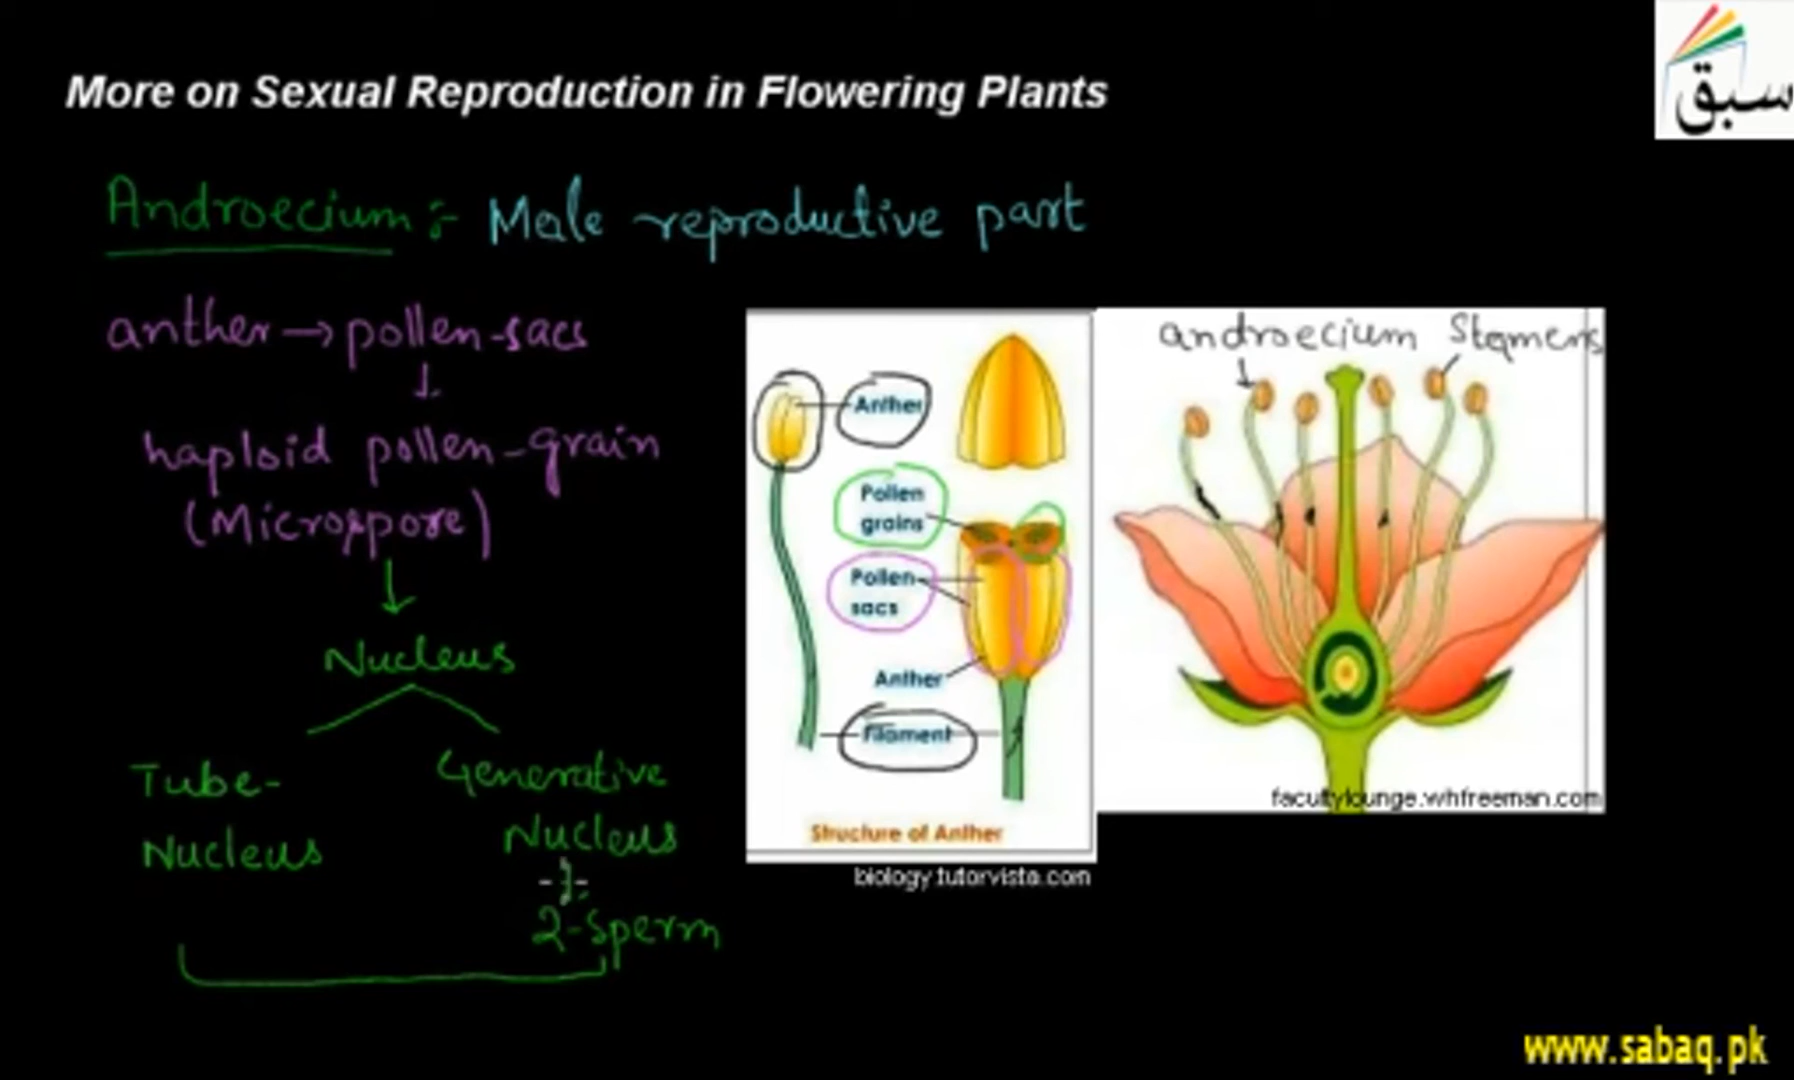 سبق
More on Sexual Reproduction in Flowering Plants
Androecium :- Male reproductive part
anther → pollen-sacs
↓
haploid pollen-grain
(Microspore)
↓
Nucleus
Tube-
Nucleus
Generative
Nucleus
2-Sperm
Anther
Pollen
grains
Pollen
sacs
Anther
Filament
Structure of Anther
biology.tutorvista.com
androecium Stamens
facultylounge.whfreeman.com
www.sabaq.pk